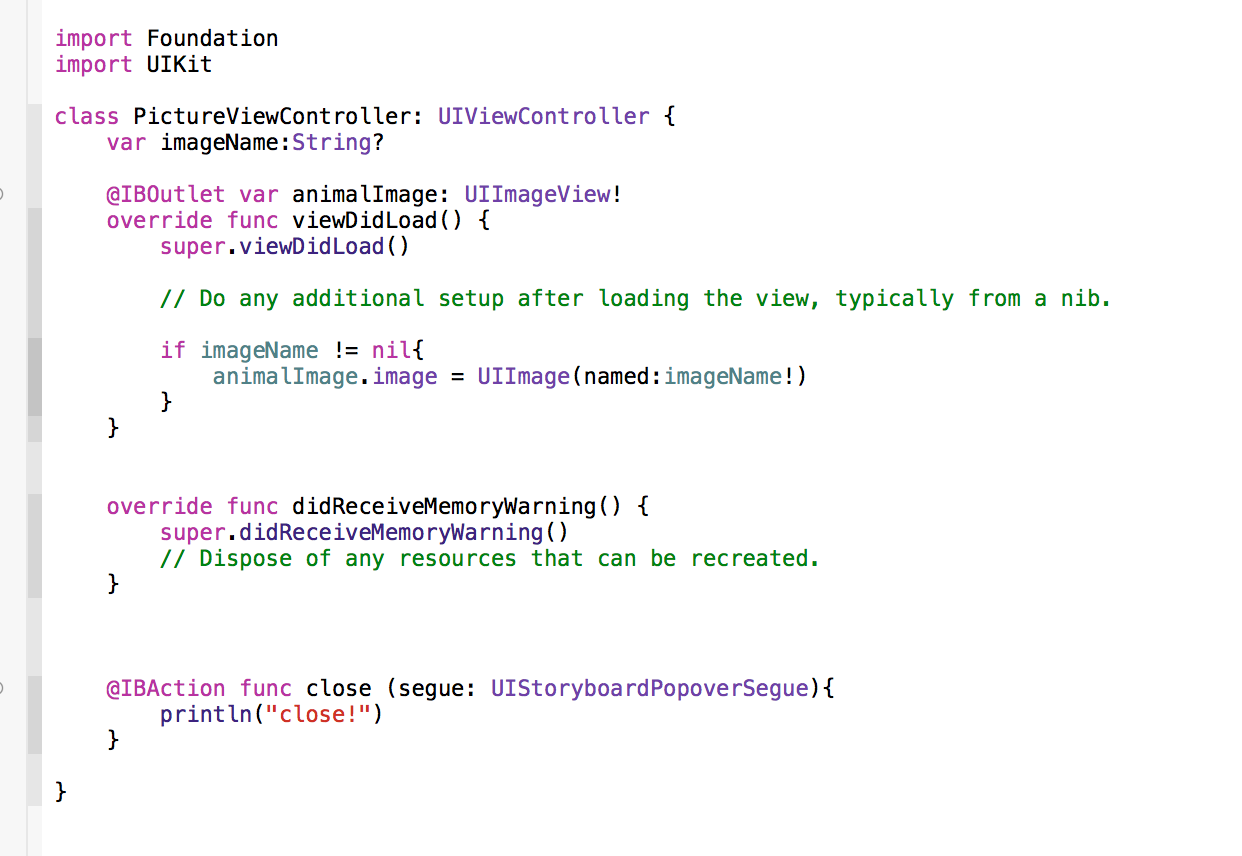 import Foundation
import UIKit
class PictureViewController: UIViewController {
var imageName:String?
@IBOutlet var animalImage: UIImageView!
override func viewDidLoad() {
super.viewDidLoad()
// Do any additional setup after loading the view, typically from a nib.
if imageName != nil{
animalImage.image = UIImage(named:imageName!)
}
}
override func didReceiveMemoryWarning() {
super.didReceiveMemoryWarning()
// Dispose of any resources that can be recreated.
}
@IBAction func close (segue: UIStoryboardPopoverSegue){
println("close!")
}
}